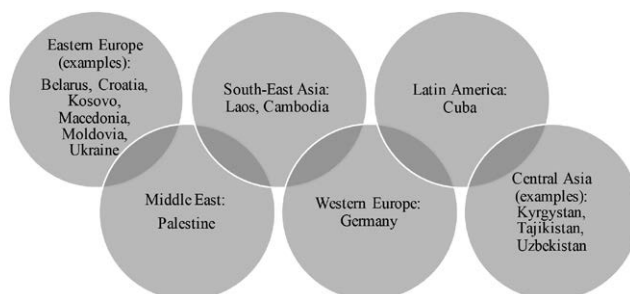 Eastern Europe
(examples):
Belarus, Croatia,
Kosovo,
Macedonia,
Moldovia,
Ukraine
South-East Asia:
Laos, Cambodia
Latin America:
Cuba
Middle East:
Palestine
Western Europe:
Germany
Central Asia
(examples):
Kyrgystan,
Tajikistan,
Uzbekistan